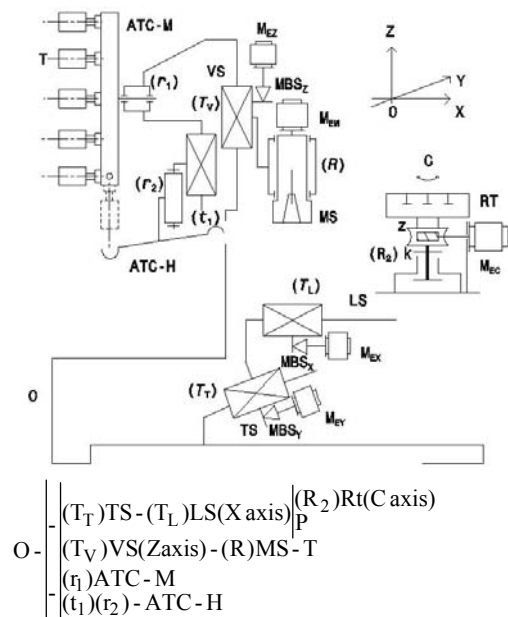 ATC-M
T
(r1)
VS
(TV)
MEZ
MBSZ
MEM
(R)
MS
(r2)
(t1)
ATC-H
Z
Y
O
X
C
RT
Z
(R2) k
MEC
(TL)
LS
MBSX
MEX
O
(TT)
TS
MBSY
MEY
(TT)TS-(TL)LS(X axis) (R2)Rt(C axis)
P
O - (TV)VS(Zaxis)-(R)MS-T
(r1)ATC-M
(t1)(r2)-ATC-H